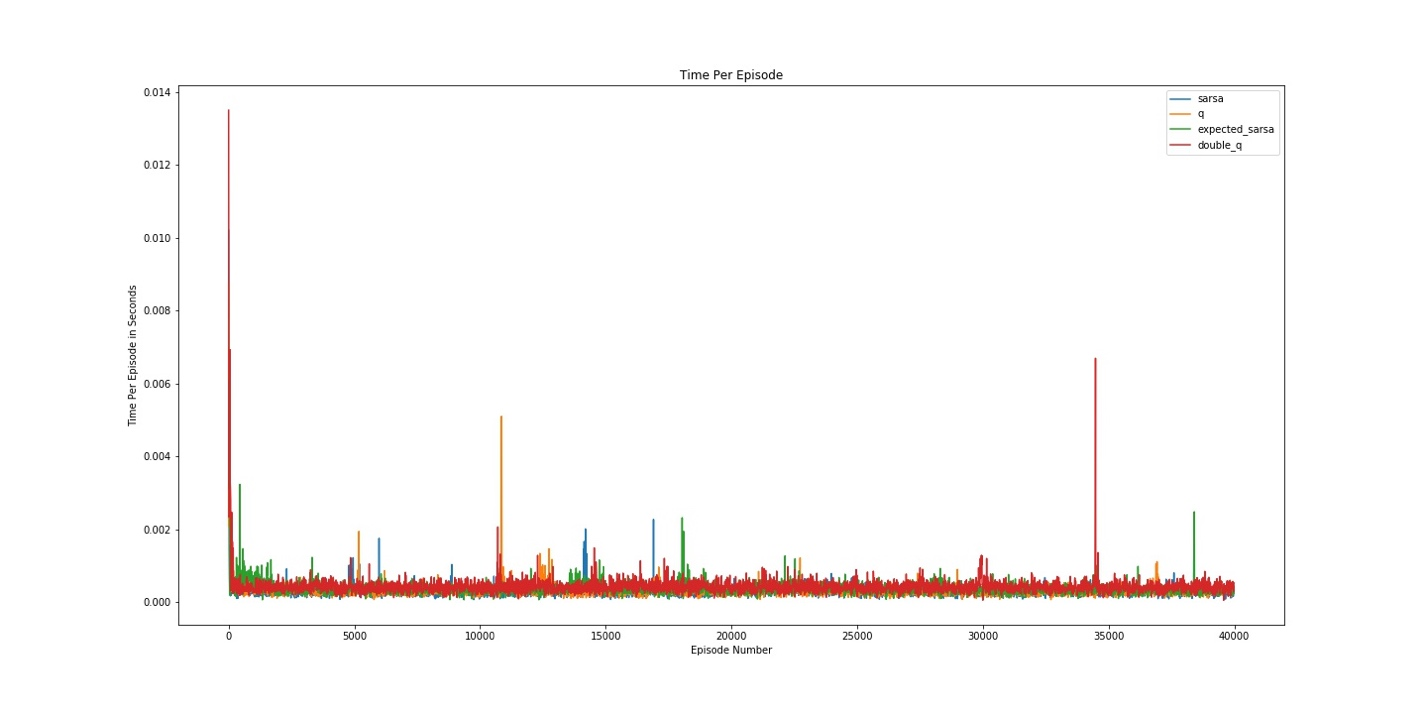 Time Per Episode
0.014
0.012
0.010
0.008
0.006
0.004
0.002
0.000
Time Per Episode in Seconds
sarsa
q
expected_sarsa
double_q
0 5000 10000 15000 20000 25000 30000 35000 40000
Episode Number